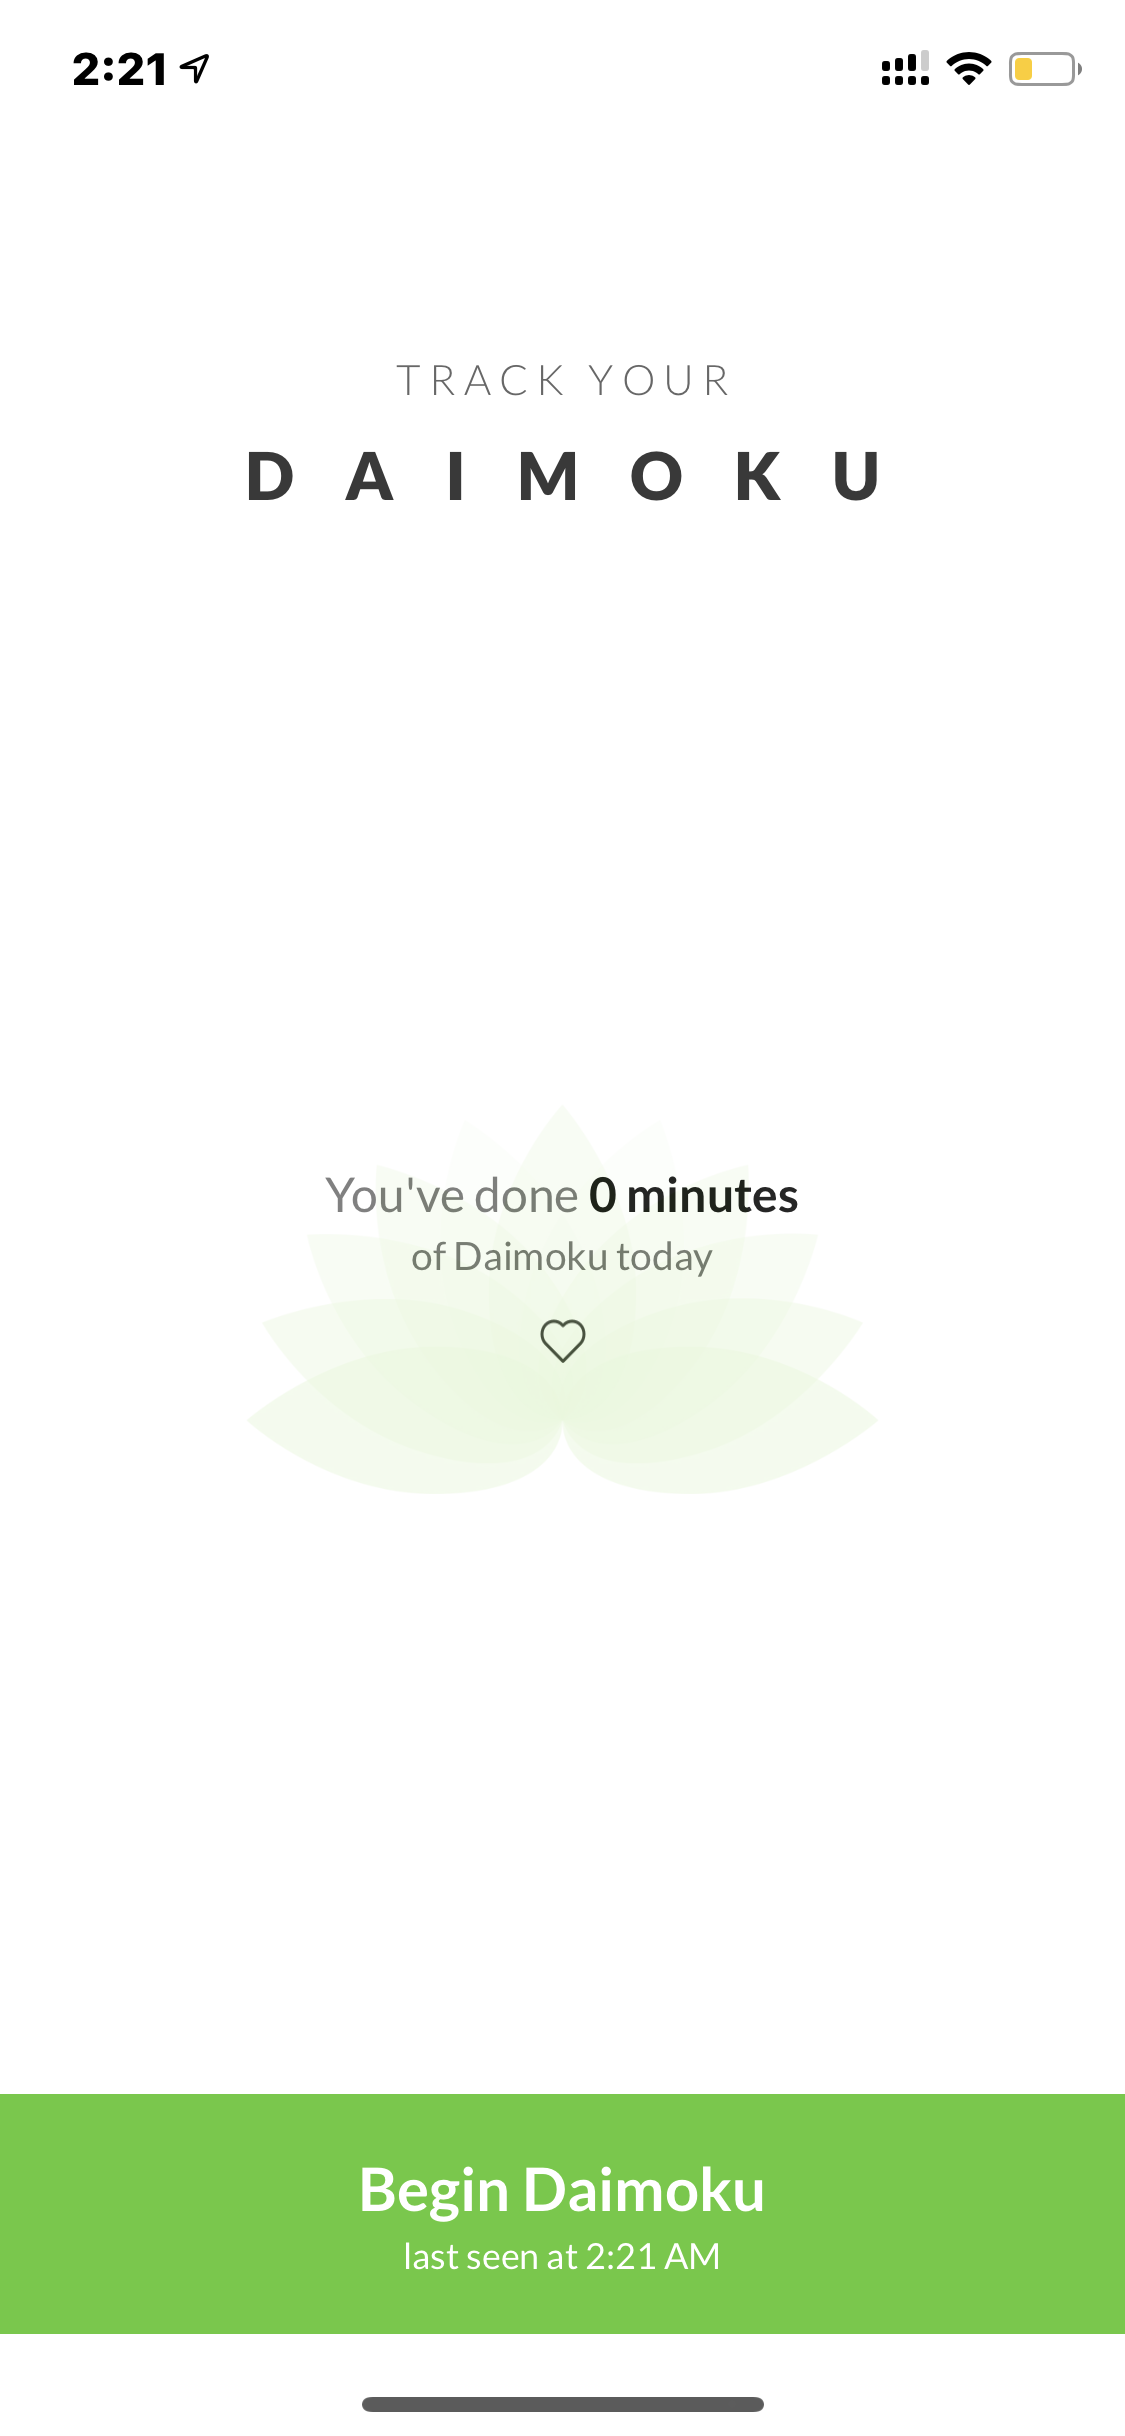 2:21
TRACK YOUR
DAIMOKU
You've done 0 minutes
of Daimoku today
Begin Daimoku
last seen at 2:21 AM